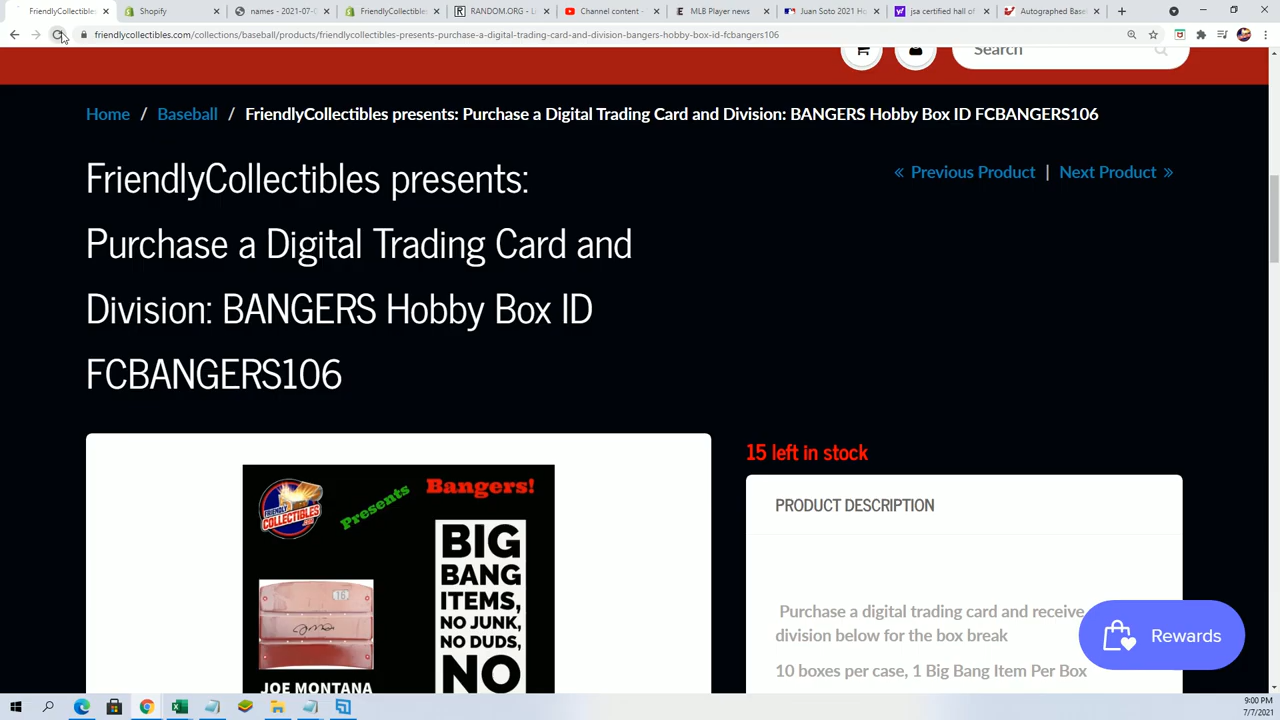 FriendlyCollectibles
Shopify
names - 2021-07-0
FriendlyCollectibles
RANDOM.ORG - L
Channel content -
MLB Player news
Juan Soto 2021 H
jsa certified hall of
Autographed Base
friendlycollectibles.com/collections/baseball/products/friendlycollectibles-presents-purchase-a-digital-trading-card-and-division-bangers-hobby-box-id-fcbangers106
Search
Home / Baseball / FriendlyCollectibles presents: Purchase a Digital Trading Card and Division: BANGERS Hobby Box ID FCBANGERS106
FriendlyCollectibles presents:
Purchase a Digital Trading Card and
Division: BANGERS Hobby Box ID
FCBANGERS106
« Previous Product | Next Product »
15 left in stock
PRODUCT DESCRIPTION
Purchase a digital trading card and receive
division below for the box break
10 boxes per case, 1 Big Bang Item Per Box
FRIENDLY
COLLECTIBLES
Presents
Bangers!
BIG
BANG
ITEMS,
NO JUNK,
NO DUDS,
NO
16
JOE MONTANA
Rewards
9:00 PM
7/7/2021